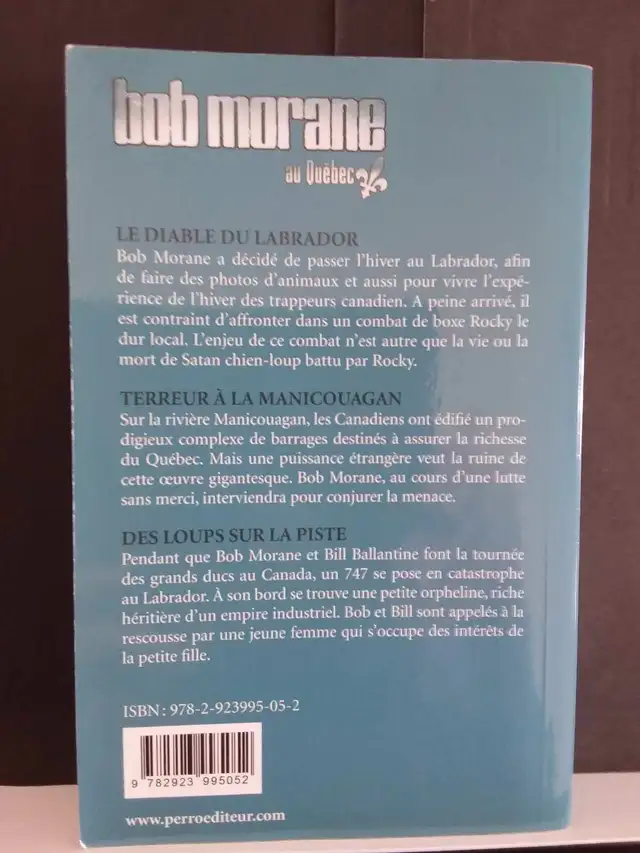 bob morane
au Québec
LE DIABLE DU LABRADOR
Bob Morane a décidé de passer l'hiver au Labrador, afin
de faire des photos d'animaux et aussi pour vivre l'expé-
rience de l'hiver des trappeurs canadien. A peine arrivé, il
est contraint d'affronter dans un combat de boxe Rocky le
dur local. L'enjeu de ce combat n'est autre que la vie ou la
mort de Satan chien-loup battu par Rocky.
TERREUR À LA MANICOUAGAN
Sur la rivière Manicouagan, les Canadiens ont édifié un pro-
digieux complexe de barrages destinés à assurer la richesse
du Québec. Mais une puissance étrangère veut la ruine de
cette œuvre gigantesque. Bob Morane, au cours d'une lutte
sans merci, interviendra pour conjurer la menace.
DES LOUPS SUR LA PISTE
Pendant que Bob Morane et Bill Ballantine font la tournée
des grands ducs au Canada, un 747 se pose en catastrophe
au Labrador. À son bord se trouve une petite orpheline, riche
héritière d'un empire industriel. Bob et Bill sont appelés à la
rescousse par une jeune femme qui s'occupe des intérêts de
la petite fille.
ISBN : 978-2-923995-05-2
9 782923 995052
www.perroediteur.com